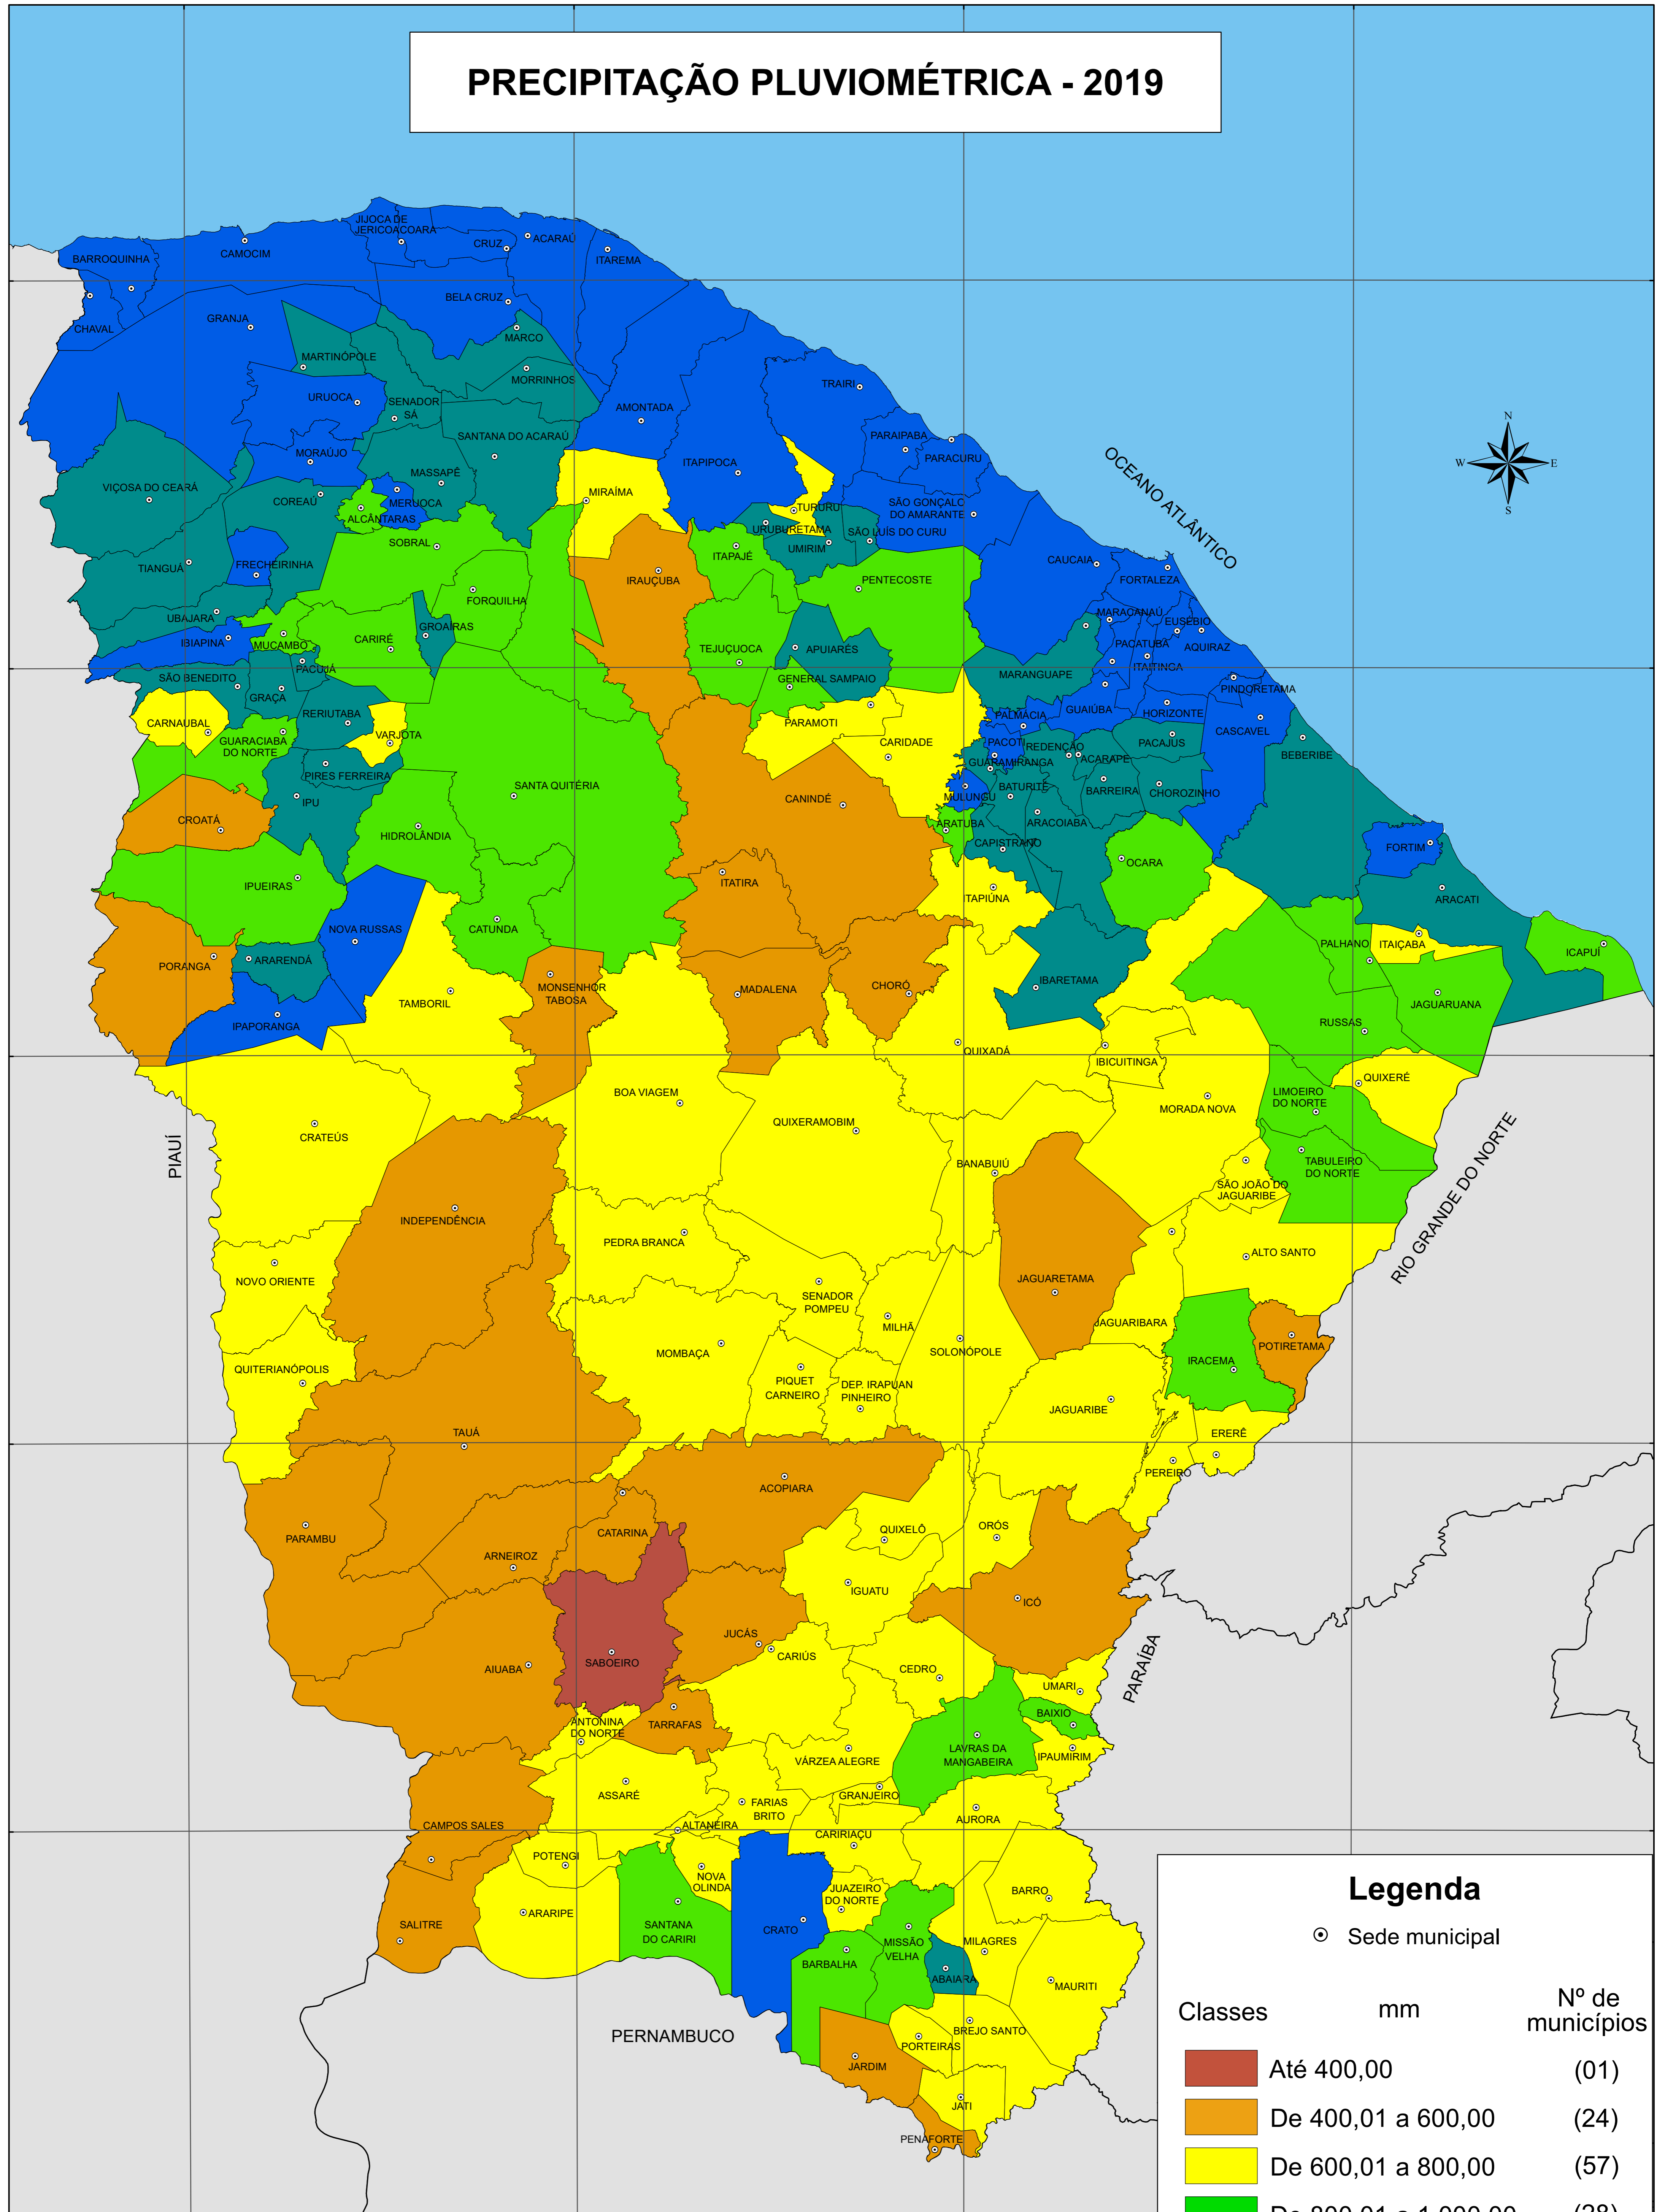 PRECIPITAÇÃO PLUVIOMÉTRICA - 2019
JIJOCA DE
JERICOACOARA
CRUZ
ACARAÚ
ITAREMA
BARROQUINHA
CAMOCIM
CHAVAL
GRANJA
BELA CRUZ
MARCO
MARTINÓPOLE
MORRINHOS
URUOCA
SENADOR
SÁ
AMONTADA
TRAIRI
SANTANA DO ACARAÚ
PARAIPABA
PARACURU
MORAÚJO
MASSAPÊ
ITAPIPOCA
VIÇOSA DO CEARÁ
COREAÚ
MERUOCA
ALCÂNTARAS
MIRAÍMA
TURURU
SÃO GONÇALO
DO AMARANTE
URUBURETAMA
SÃO LUÍS DO CURU
UMIRIM
SOBRAL
ITAPAJÉ
OCEANO ATLÂNTICO
N
W
E
S
TIANGUÁ
FRECHEIRINHA
IRAUÇUBA
PENTECOSTE
CAUCAIA
FORTALEZA
FORQUILHA
UBAJARA
GROAÍRAS
MARACANAÚ
EUSÉBIO
IBIAPINA
MUCAMBO
CARIRÉ
TEJUÇUOCA
APUIARÉS
PACATUBA
AQUIRAZ
PACUJÁ
ITAITINGA
SÃO BENEDITO
GRAÇA
GENERAL SAMPAIO
MARANGUAPE
PINDORETAMA
CARNAUBAL
RERIUTABA
VARJOTA
PARAMOTI
PALMÁCIA
GUAIÚBA
HORIZONTE
GUARACIABA
DO NORTE
CARIDADE
PACOTI
REDENÇÃO
PACAJUS
CASCAVEL
BEBERIBE
PIRES FERREIRA
GUARAMIRANGA
ACARAPE
IPU
SANTA QUITÉRIA
CANINDÉ
MULUNGU
BATURITÉ
BARREIRA
CHOROZINHO
CROATÁ
HIDROLÂNDIA
ARATUBA
ARACOIABA
CAPISTRANO
FORTIM
IPUEIRAS
ITATIRA
OCARA
ITAPIÚNA
ARACATI
NOVA RUSSAS
CATUNDA
PALHANO
ITAIÇABA
ICAPUÍ
PORANGA
ARARENDÁ
IBARETAMA
TAMBORIL
MONSENHOR
TABOSA
MADALENA
CHORÓ
JAGUARUANA
IPAPORANGA
RUSSAS
QUIXADÁ
IBICUITINGA
QUIXERÉ
BOA VIAGEM
LIMOEIRO
DO NORTE
MORADA NOVA
QUIXERAMOBIM
CRATEÚS
PIAUÍ
BANABUIÚ
TABULEIRO
DO NORTE
SÃO JOÃO DO
JAGUARIBE
RIO GRANDE DO NORTE
INDEPENDÊNCIA
PEDRA BRANCA
ALTO SANTO
NOVO ORIENTE
JAGUARETAMA
SENADOR
POMPEU
MILHÃ
JAGUARIBARA
POTIRETAMA
SOLONÓPOLE
MOMBAÇA
QUITERIANÓPOLIS
IRACEMA
PIQUET
CARNEIRO
DEP. IRAPUAN
PINHEIRO
JAGUARIBE
TAUÁ
ERERÊ
PEREIRO
ACOPIARA
PARAMBU
CATARINA
QUIXELÔ
ORÓS
ARNEIROZ
IGUATU
ICÓ
JUCÁS
CARIÚS
SABOEIRO
AIUABA
CEDRO
PARAÍBA
UMARI
BAIXIO
ANTONINA
DO NORTE
TARRAFAS
LAVRAS DA
MANGABEIRA
IPAUMIRIM
VÁRZEA ALEGRE
ASSARÉ
GRANJEIRO
FARIAS
BRITO
AURORA
CAMPOS SALES
ALTANEIRA
CARIRIAÇU
POTENGI
NOVA
OLINDA
JUAZEIRO
DO NORTE
BARRO
ARARIPE
SALITRE
SANTANA
DO CARIRI
CRATO
MISSÃO
VELHA
MILAGRES
BARBALHA
ABAIARA
MAURITI
PERNAMBUCO
BREJO SANTO
PORTEIRAS
JARDIM
JATI
PENAFORTE
Legenda
Sede municipal
Classes mm Nº de
municípios
Até 400,00 (01)
De 400,01 a 600,00 (24)
De 600,01 a 800,00 (57)
De 800,01 a 1.000,00 (28)